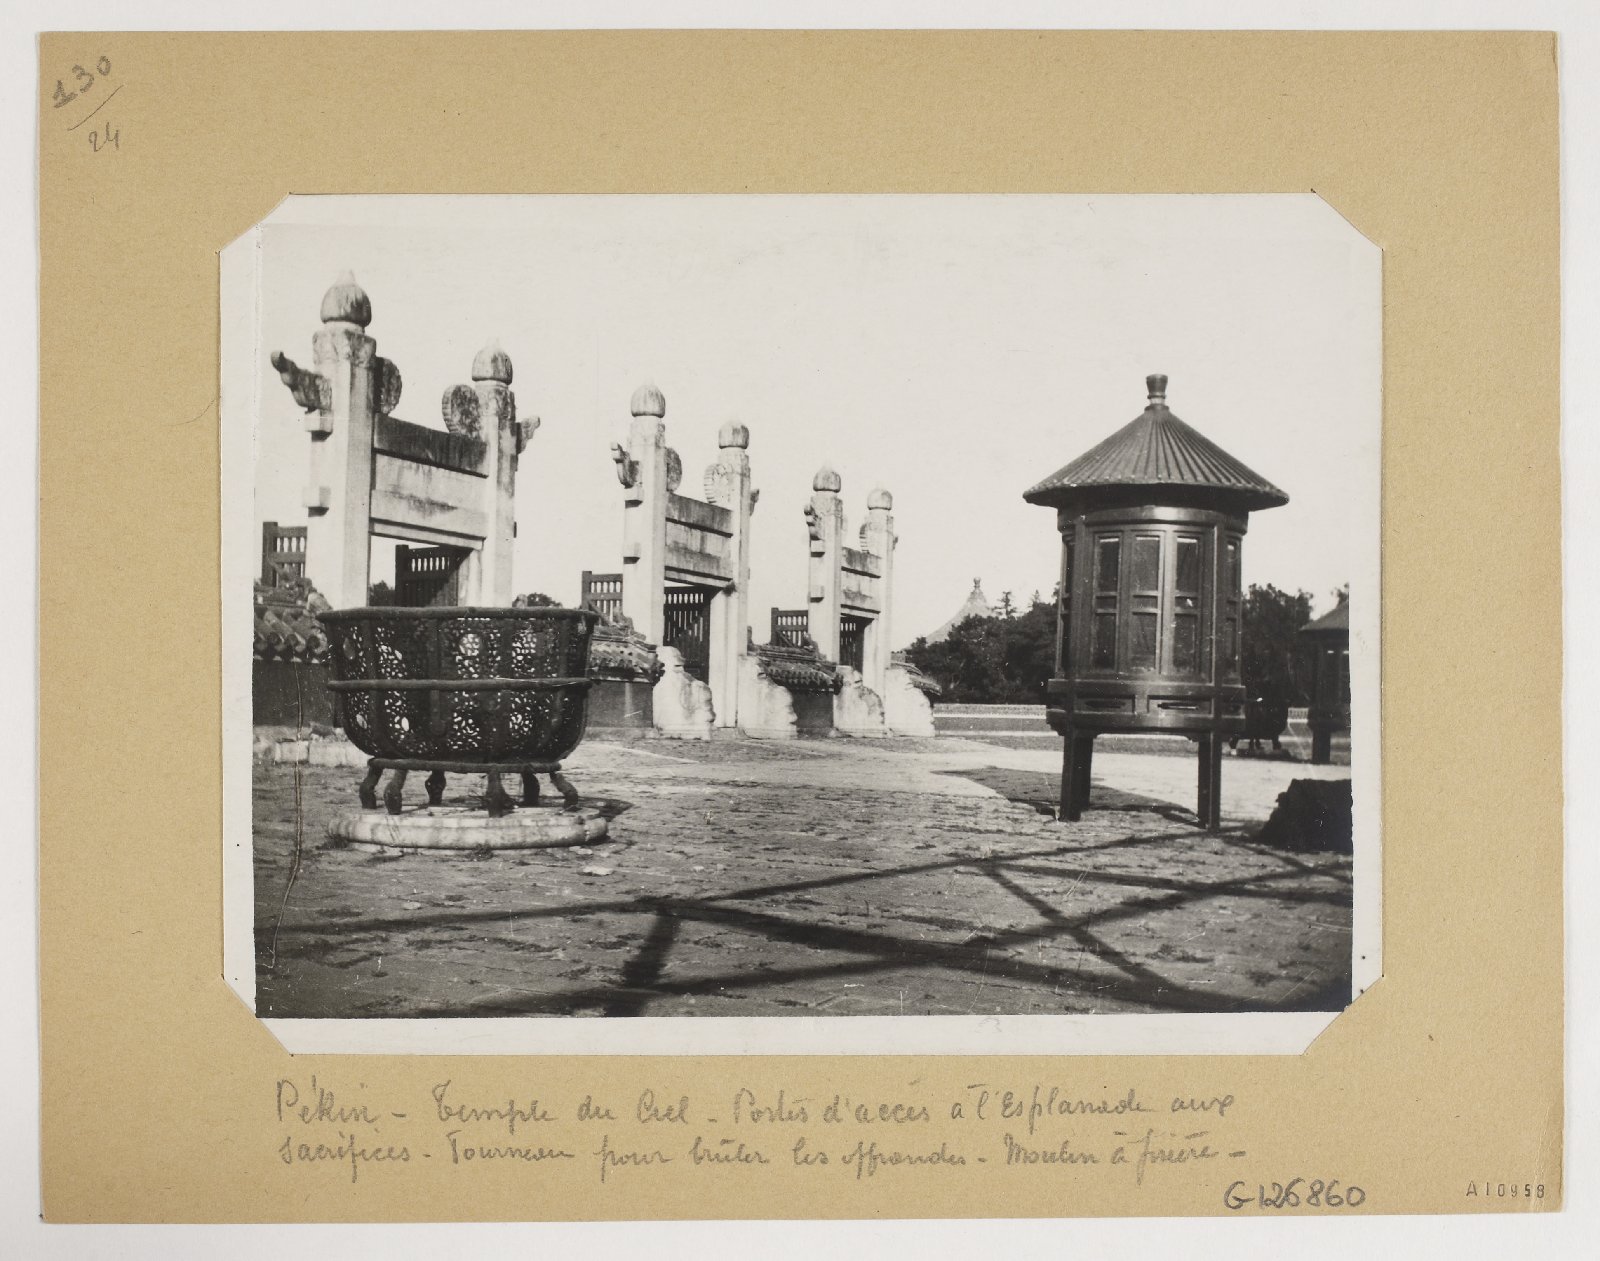 130
24
Pékin - Temple du Ciel - Portes d'accès à l'Esplanade aux
sacrifices - Fourneau pour brûler les offrandes - Moulin à prière -
G126860
A10958